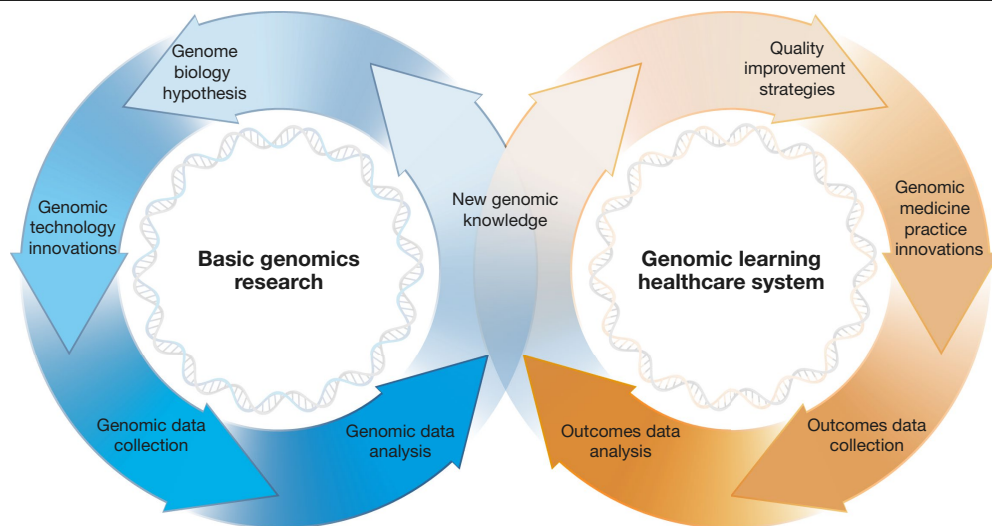 Genome
biology
hypothesis
Genomic
technology
innovations
Genomic data
collection
Genomic data
analysis
New genomic
knowledge
Basic genomics
research
Quality
improvement
strategies
Genomic
medicine
practice
innovations
Outcomes data
collection
Outcomes data
analysis
Genomic learning
healthcare system